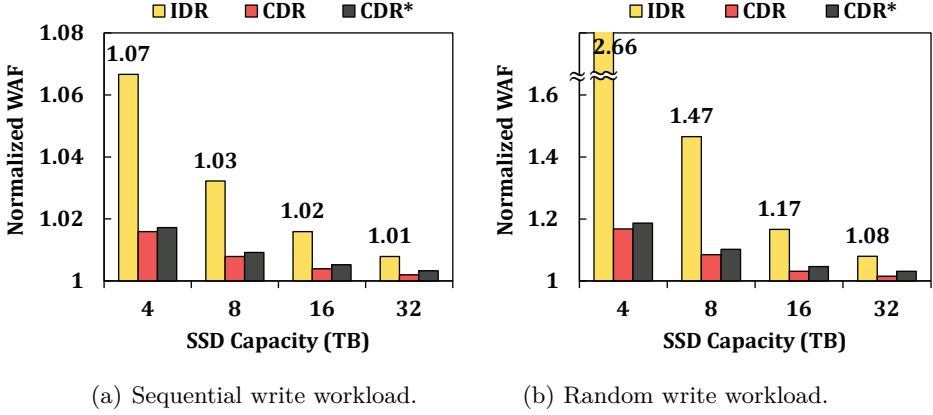 IDR CDR CDR*
Normalized WAF
1.08
1.06
1.04
1.02
1
1.07
1.03
1.02
1.01
4 8 16 32
SSD Capacity (TB)
(a) Sequential write workload.
IDR CDR CDR*
Normalized WAF
1.6
1.4
1.2
1
2.66
1.47
1.17
1.08
4 8 16 32
SSD Capacity (TB)
(b) Random write workload.